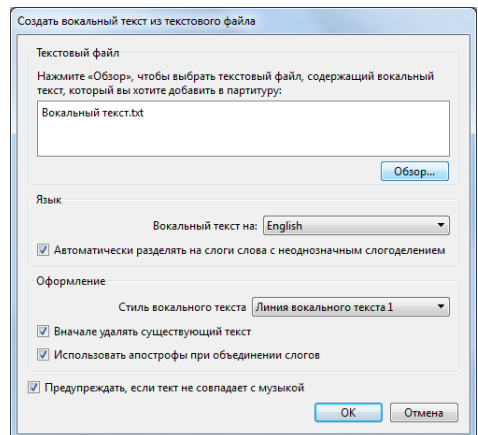 Создать вокальный текст из текстового файла
Текстовый файл
Нажмите «Обзор», чтобы выбрать текстовый файл, содержащий вокальный
текст, который вы хотите добавить в партитуру:
Вокальный текст.txt
Обзор...
Язык
Вокальный текст на: English
Автоматически разделять на слоги слова с неоднозначным слогоделением
Оформление
Стиль вокального текста Линия вокального текста 1
Вначале удалять существующий текст
Использовать апострофы при объединении слогов
Предупреждать, если тект не совпадает с музыкой
OK Отмена